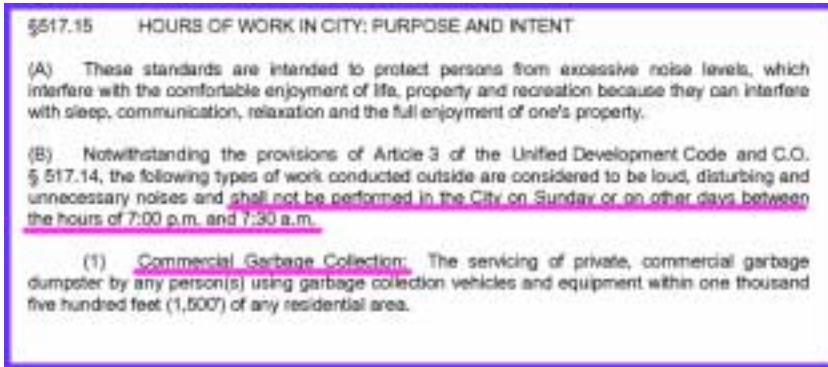 §517.15 HOURS OF WORK IN CITY: PURPOSE AND INTENT
(A) These standards are intended to protect persons from excessive noise levels, which
interfere with the comfortable enjoyment of life, property and recreation because they can interfere
with sleep, communication, relaxation and the full enjoyment of one's property.
(B) Notwithstanding the provisions of Article 3 of the Unified Development Code and C.O.
§ 517.14, the following types of work conducted outside are considered to be loud, disturbing and
unnecessary noises and shall not be performed in the City on Sunday or on other days between
the hours of 7:00 p.m. and 7:30 a.m.
(1) Commercial Garbage Collection: The servicing of private, commercial garbage
dumpster by any person(s) using garbage collection vehicles and equipment within one thousand
five hundred feet (1,500') of any residential area.